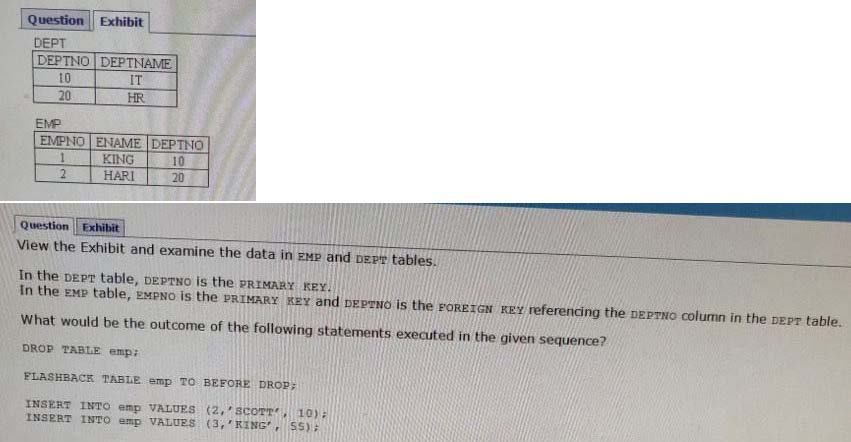 Question Exhibit
DEPT
DEPTNO DEPTNAME
10 IT
20 HR
EMP
EMPNO ENAME DEPTNO
1 KING 10
2 HARI 20
Question Exhibit
View the Exhibit and examine the data in EMP and DEPT tables.
In the DEPT table, DEPTNO is the PRIMARY KEY.
In the EMP table, EMPNO is the PRIMARY KEY and DEPTNO is the FOREIGN KEY referencing the DEPTNO column in the DEPT table.
What would be the outcome of the following statements executed in the given sequence?
DROP TABLE emp;
FLASHBACK TABLE emp TO BEFORE DROP;
INSERT INTO emp VALUES (2,'SCOTT', 10);
INSERT INTO emp VALUES (3,'KING', 55);